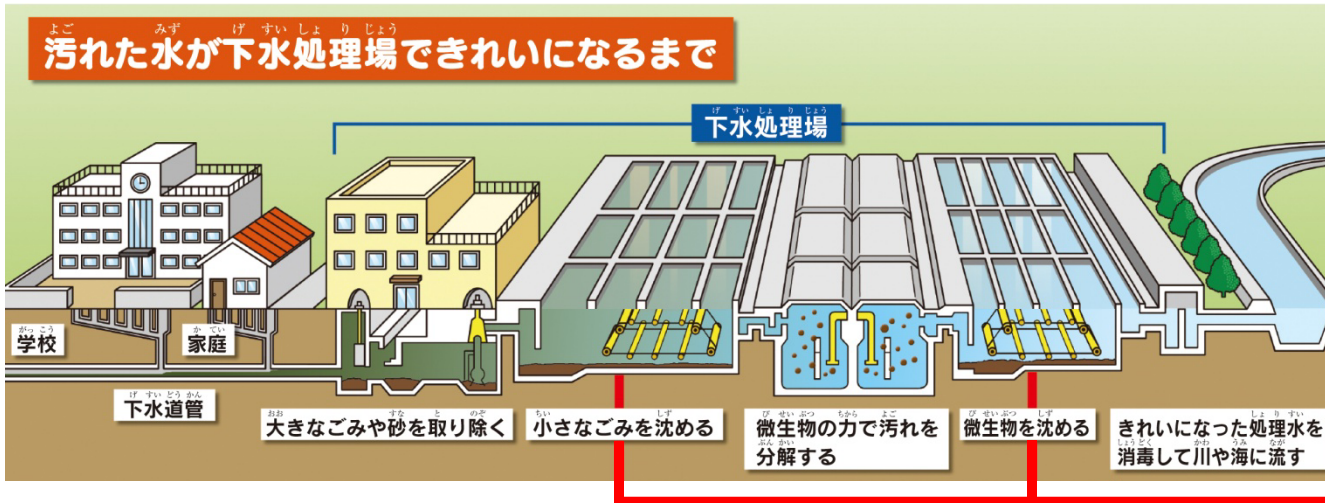 汚れた水が下水処理場できれいになるまで
下水処理場
学校
家庭
下水道管
大きなごみや砂を取り除く
小さなごみを沈める
微生物の力で汚れを
分解する
微生物を沈める
きれいになった処理水を
消毒して川や海に流す